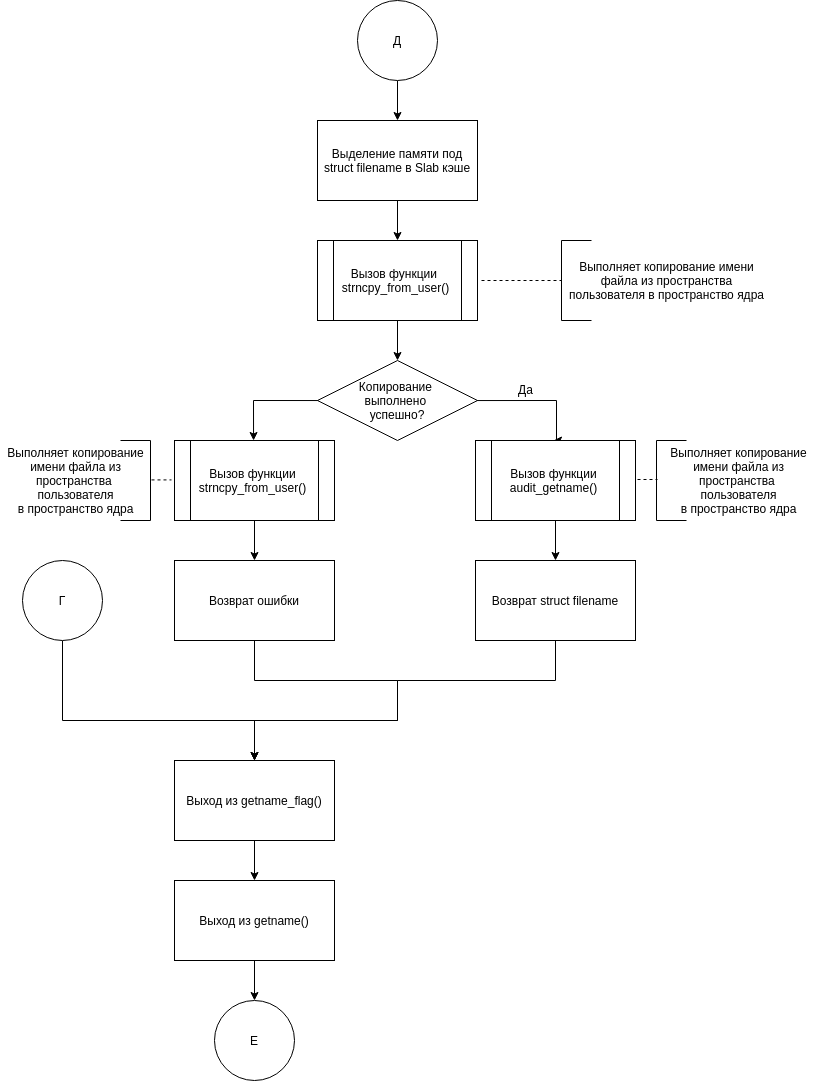 Д
Выделение памяти под
struct filename в Slab кэше
Вызов функции
strncpy_from_user()
Выполняет копирование имени
файла из пространства
пользователя в пространство ядра
Копирование
выполнено
успешно?
Да
Выполняет копирование
имени файла из
пространства
пользователя
в пространство ядра
Вызов функции
strncpy_from_user()
Вызов функции
audit_getname()
Выполняет копирование
имени файла из
пространства
пользователя
в пространство ядра
Г
Возврат ошибки
Возврат struct filename
Выход из getname_flag()
Выход из getname()
Е